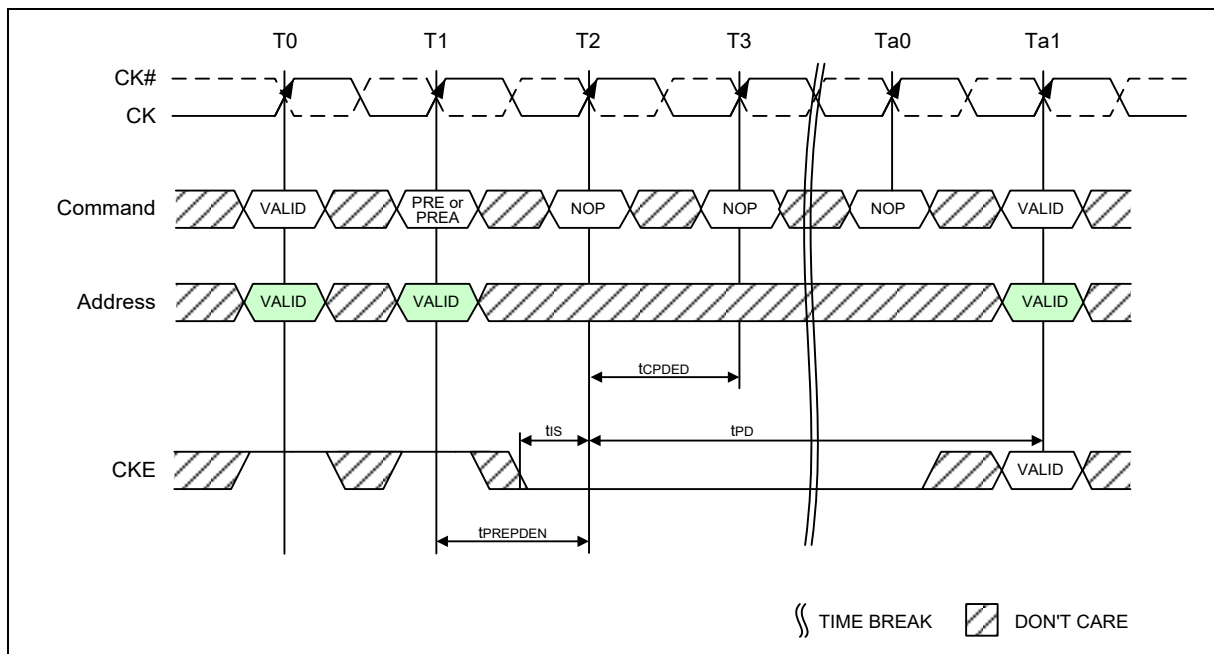 T0 T1 T2 T3 Ta0 Ta1
CK#
CK
Command VALID PRE or PREA NOP NOP NOP VALID
Address VALID VALID VALID
tCPDED
tIS tPD
CKE VALID
tPREPDEN
TIME BREAK DON'T CARE